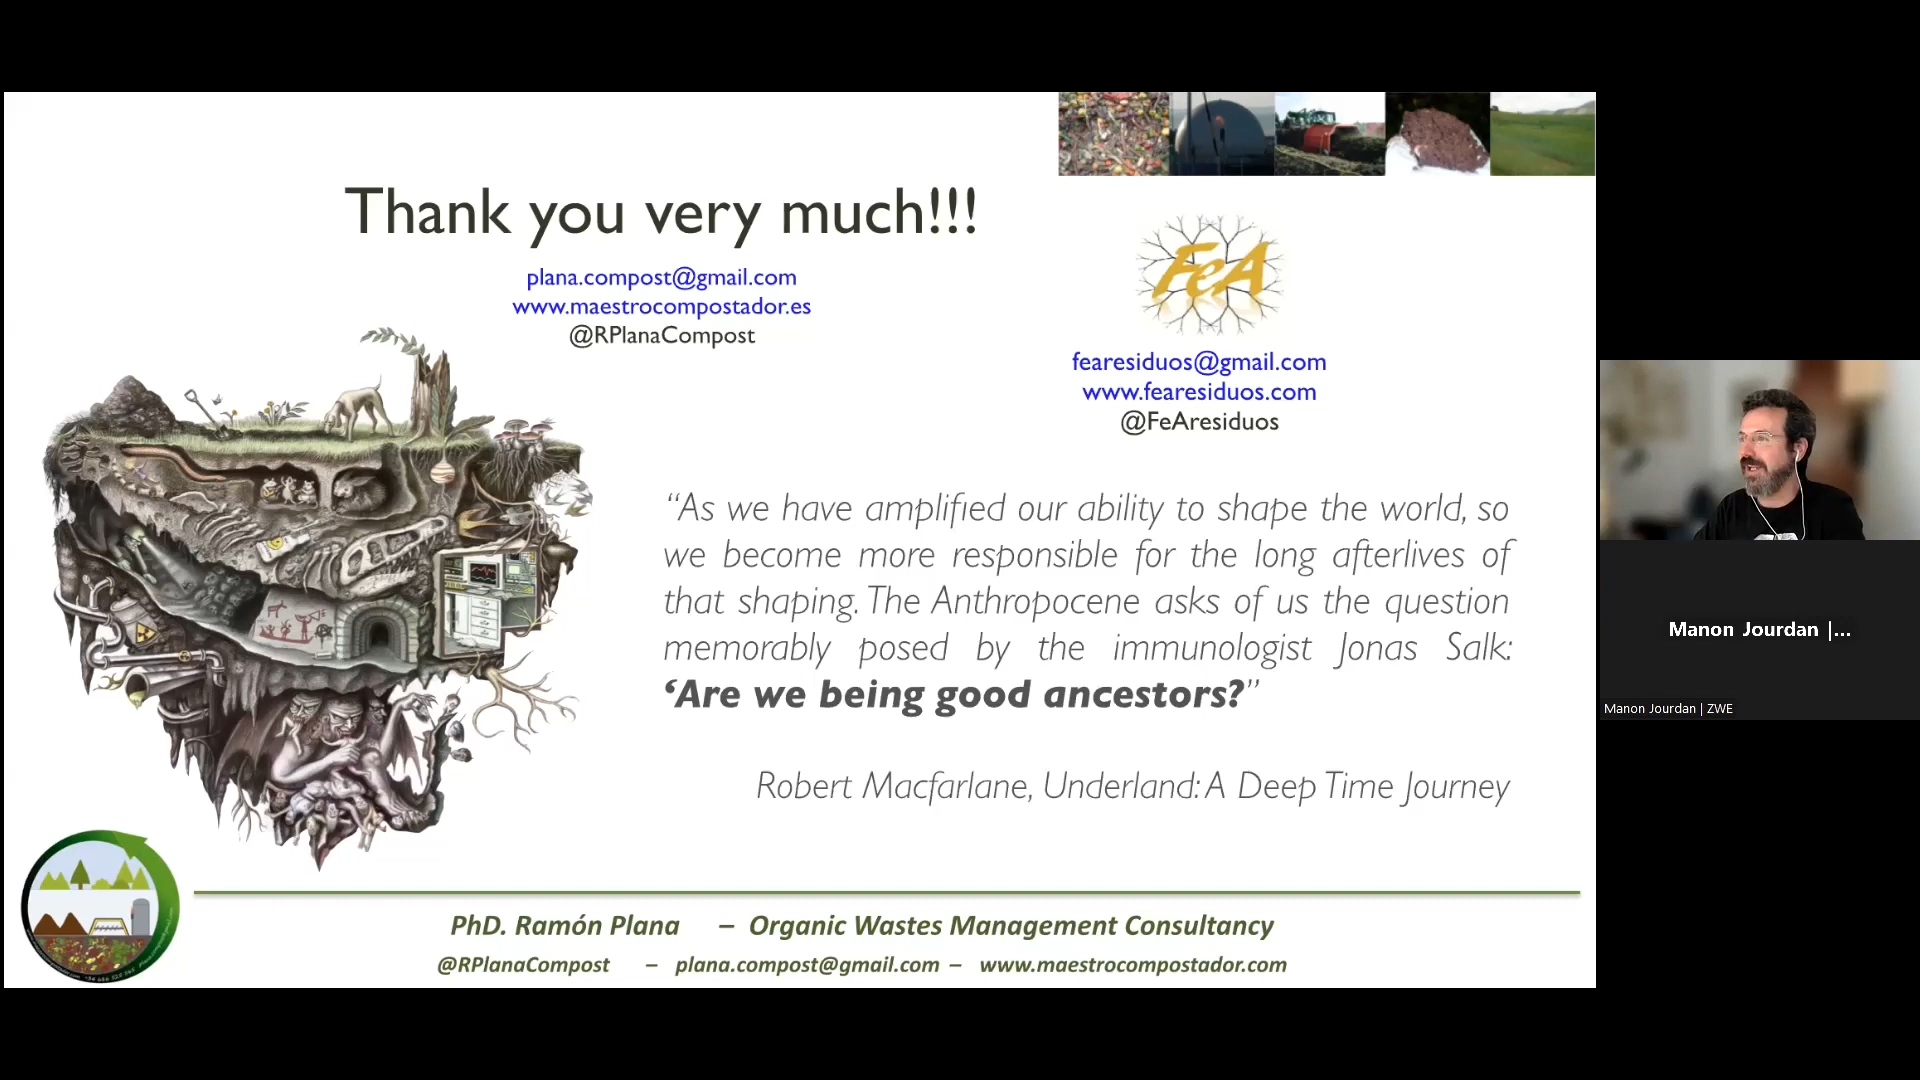 Thank you very much!!!
plana.compost@gmail.com
www.maestrocompostador.es
@RPlanaCompost
FeA
fearesiduos@gmail.com
www.fearesiduos.com
@FeAresiduos
“As we have amplified our ability to shape the world, so
we become more responsible for the long afterlives of
that shaping. The Anthropocene asks of us the question
memorably posed by the immunologist Jonas Salk:
‘Are we being good ancestors?”
Robert Macfarlane, Underland: A Deep Time Journey
PhD. Ramón Plana – Organic Wastes Management Consultancy
@RPlanaCompost – plana.compost@gmail.com – www.maestrocompostador.com
Manon Jourdan |...
Manon Jourdan | ZWE